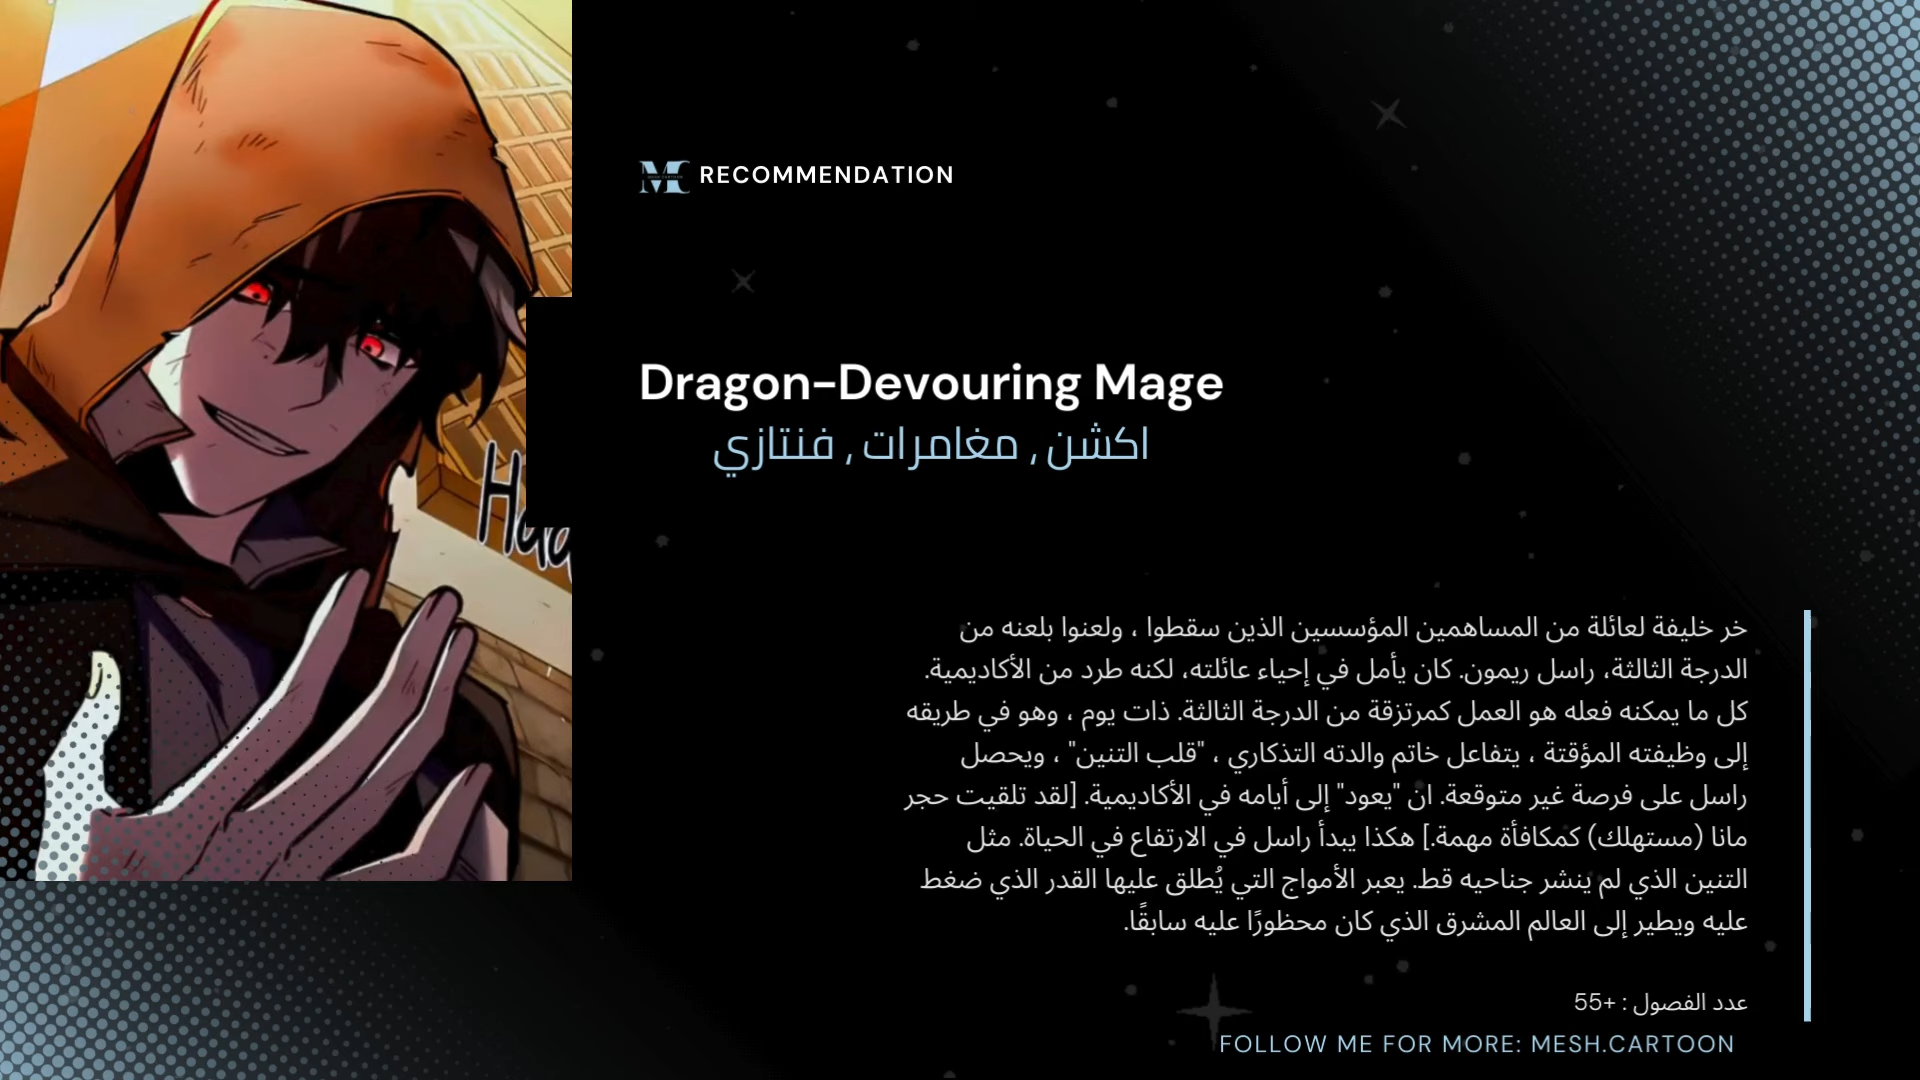 RECOMMENDATION
Dragon-Devouring Mage
اكشن , مغامرات , فنتازي
خر خليفة لعائلة من المساهمين المؤسسين الذين سقطوا ، ولعنوا بلعنه من
الدرجة الثالثة، راسل ريمون. كان يأمل في إحياء عائلته، لكنه طرد من الأكاديمية.
كل ما يمكنه فعله هو العمل كمرتزقة من الدرجة الثالثة. ذات يوم ، وهو في طريقه
إلى وظيفته المؤقتة ، يتفاعل خاتم والدته التذكاري ، "قلب التنين" ، ويحصل
راسل على فرصة غير متوقعة. ان "يعود" إلى أيامه في الأكاديمية. [لقد تلقيت حجر
مانا (مستهلك) كمكافأة مهمة.] هكذا يبدأ راسل في الارتفاع في الحياة. مثل
التنين الذي لم ينشر جناحيه قط. يعبر الأمواج التي يُطلق عليها القدر الذي ضغط
عليه ويطير إلى العالم المشرق الذي كان محظورًا عليه سابقًا.
عدد الفصول : +55
FOLLOW ME FOR MORE: MESH.CARTOON